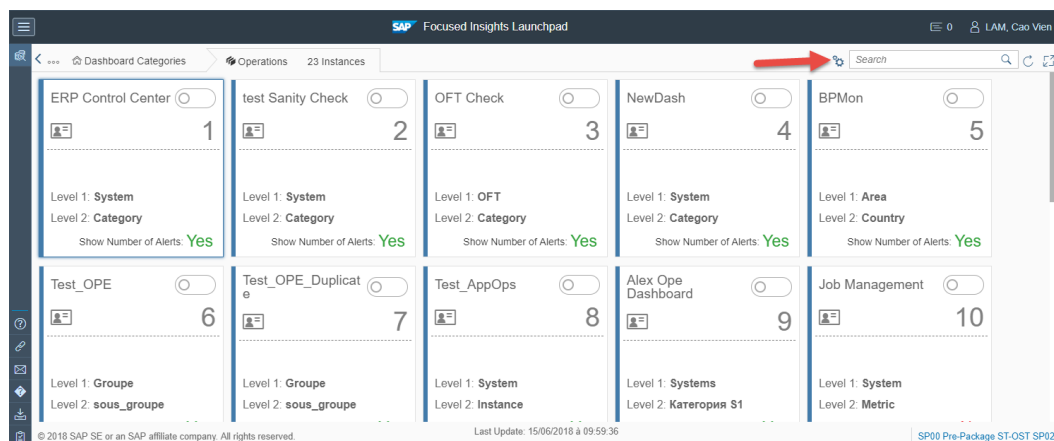 SAP Focused Insights Launchpad
0 LAM, Cao Vien
Dashboard Categories
Operations 23 Instances
Search
ERP Control Center
1
Level 1: System
Level 2: Category
Show Number of Alerts: Yes
test Sanity Check
2
Level 1: System
Level 2: Category
Show Number of Alerts: Yes
OFT Check
3
Level 1: OFT
Level 2: Category
Show Number of Alerts: Yes
NewDash
4
Level 1: System
Level 2: Category
Show Number of Alerts: Yes
BPMon
5
Level 1: Area
Level 2: Country
Show Number of Alerts: Yes
Test_OPE
6
Level 1: Groupe
Level 2: sous_groupe
Test_OPE_Duplicat
e
7
Level 1: Groupe
Level 2: sous_groupe
Test_AppOps
8
Level 1: System
Level 2: Instance
Alex Ope
Dashboard
9
Level 1: Systems
Level 2: Категория S1
Job Management
10
Level 1: System
Level 2: Metric
© 2018 SAP SE or an SAP affiliate company. All rights reserved.
Last Update: 15/06/2018 à 09:59:36
SP00 Pre-Package ST-OST SP02